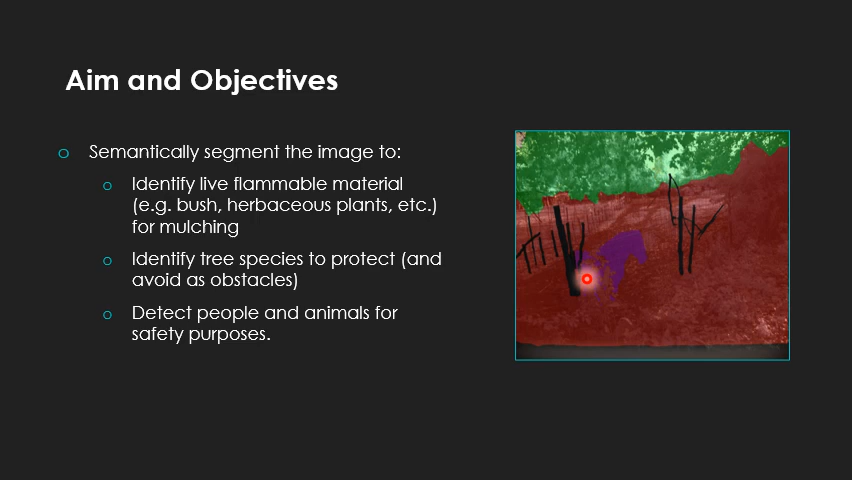 Aim and Objectives
Semantically segment the image to:
Identify live flammable material
(e.g. bush, herbaceous plants, etc.)
for mulching
Identify tree species to protect (and
avoid as obstacles)
Detect people and animals for
safety purposes.